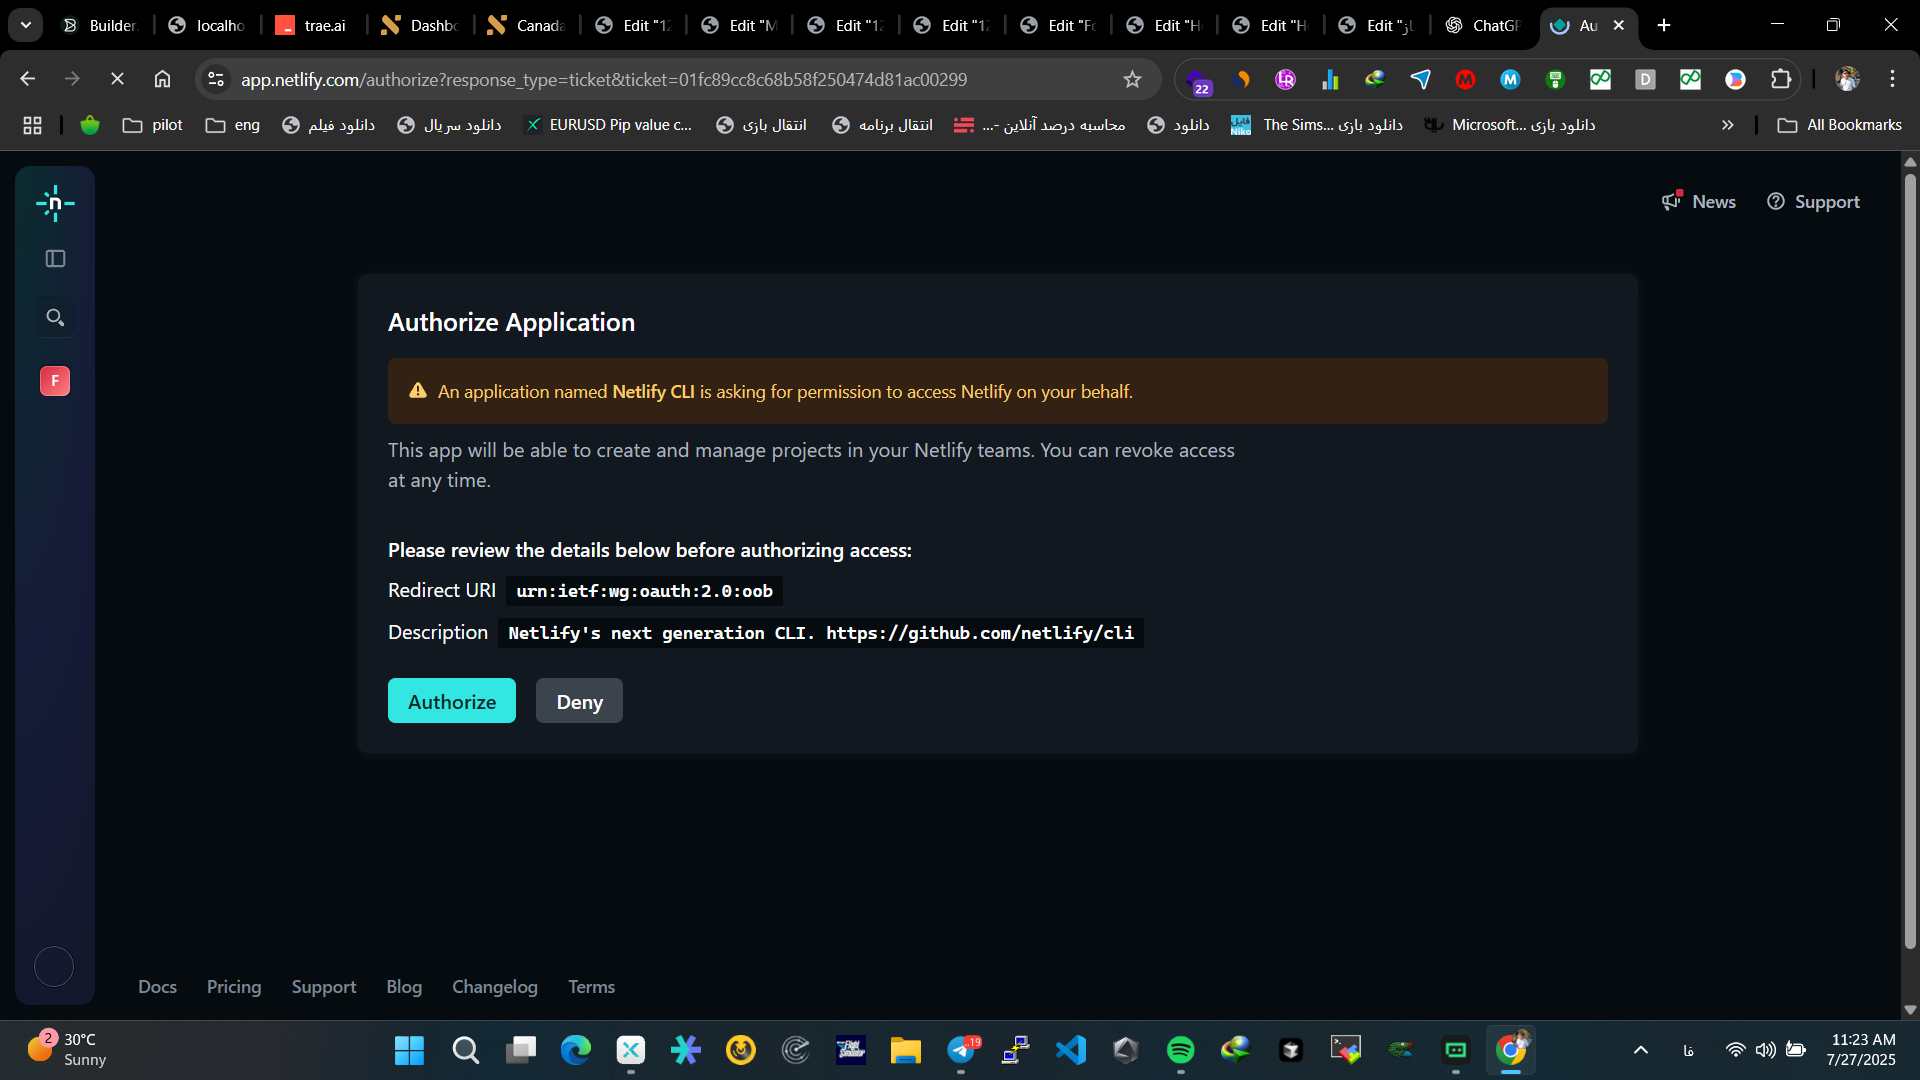 Builder.
localho
trae.ai
Dashbo
Canada
Edit "12
Edit "M
Edit "12
Edit "12
Edit "Fo
Edit "He
Edit "He
ChatGP
Au
app.netlify.com/authorize?response_type=ticket&ticket=01fc89cc8c68b58f250474d81ac00299
22
pilot
eng
دانلود فیلم
دانلود سریال
EURUSD Pip value c...
انتقال بازی
انتقال برنامه
محاسبه درصد آنلاین -...
دانلود
دانلود بازی The Sims...
دانلود بازی Microsoft...
All Bookmarks
News
Support
F
Authorize Application
An application named Netlify CLI is asking for permission to access Netlify on your behalf.
This app will be able to create and manage projects in your Netlify teams. You can revoke access
at any time.
Please review the details below before authorizing access:
Redirect URI urn:ietf:wg:oauth:2.0:oob
Description Netlify's next generation CLI. https://github.com/netlify/cli
Authorize
Deny
Docs
Pricing
Support
Blog
Changelog
Terms
2
30°C
Sunny
..19
فا
11:23 AM
7/27/2025